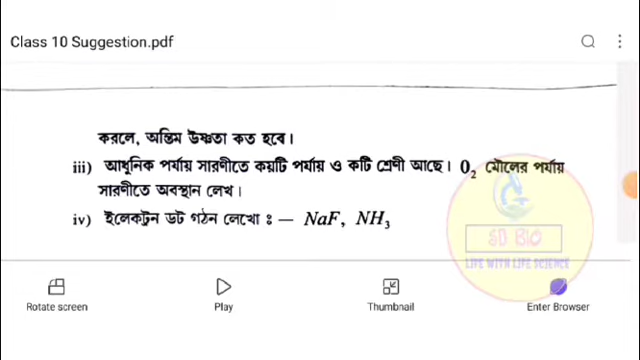 Class 10 Suggestion.pdf
করলে, অন্তিম উষ্ণতা কত হবে।
iii) আধুনিক পর্যায় সারণীতে কয়টি পর্যায় ও কটি শ্রেণী আছে। O₂ মৌলের পর্যায়
সারণীতে অবস্থান লেখ।
iv) ইলেকট্রন ডট গঠন লেখো ঃ — NaF, NH₃
SD BIO
LIFE WITH LIFE SCIENCE
Rotate screen
Play
Thumbnail
Enter Browser